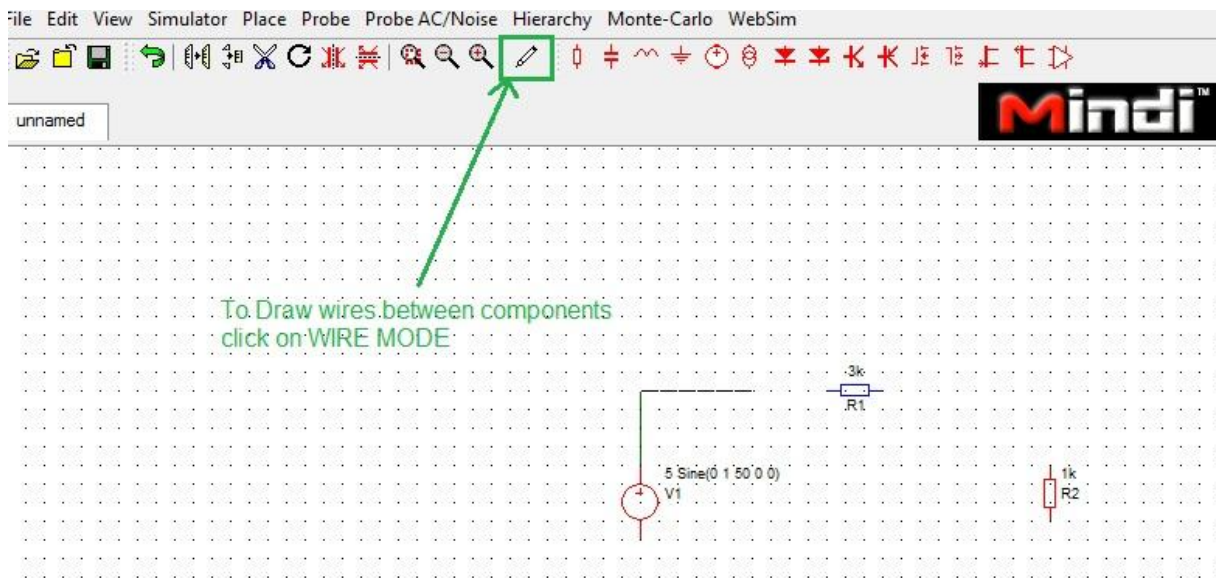 File Edit View Simulator Place Probe Probe AC/Noise Hierarchy Monte-Carlo WebSim
unnamed
Mindi™
To Draw wires between components
click on WIRE MODE
3k
R1
5 Sine(0 1 50 0 0)
V1
1k
R2